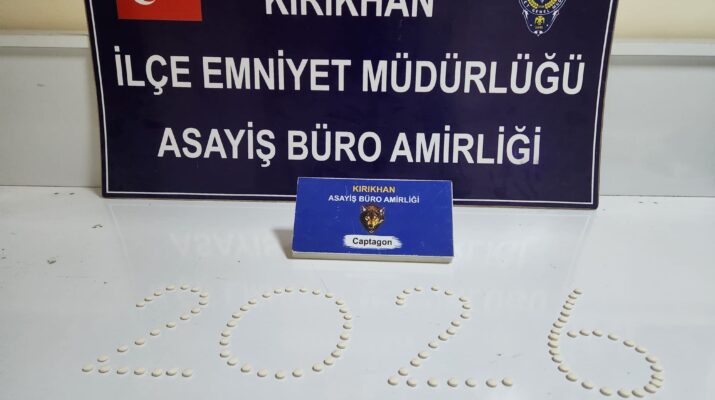 KIRIKHAN
İLÇE EMNİYET MÜDÜRLÜĞÜ
ASAYİŞ BÜRO AMİRLİĞİ
KIRIKHAN
ASAYİŞ BÜRO AMİRLİĞİ
Captagon
2026